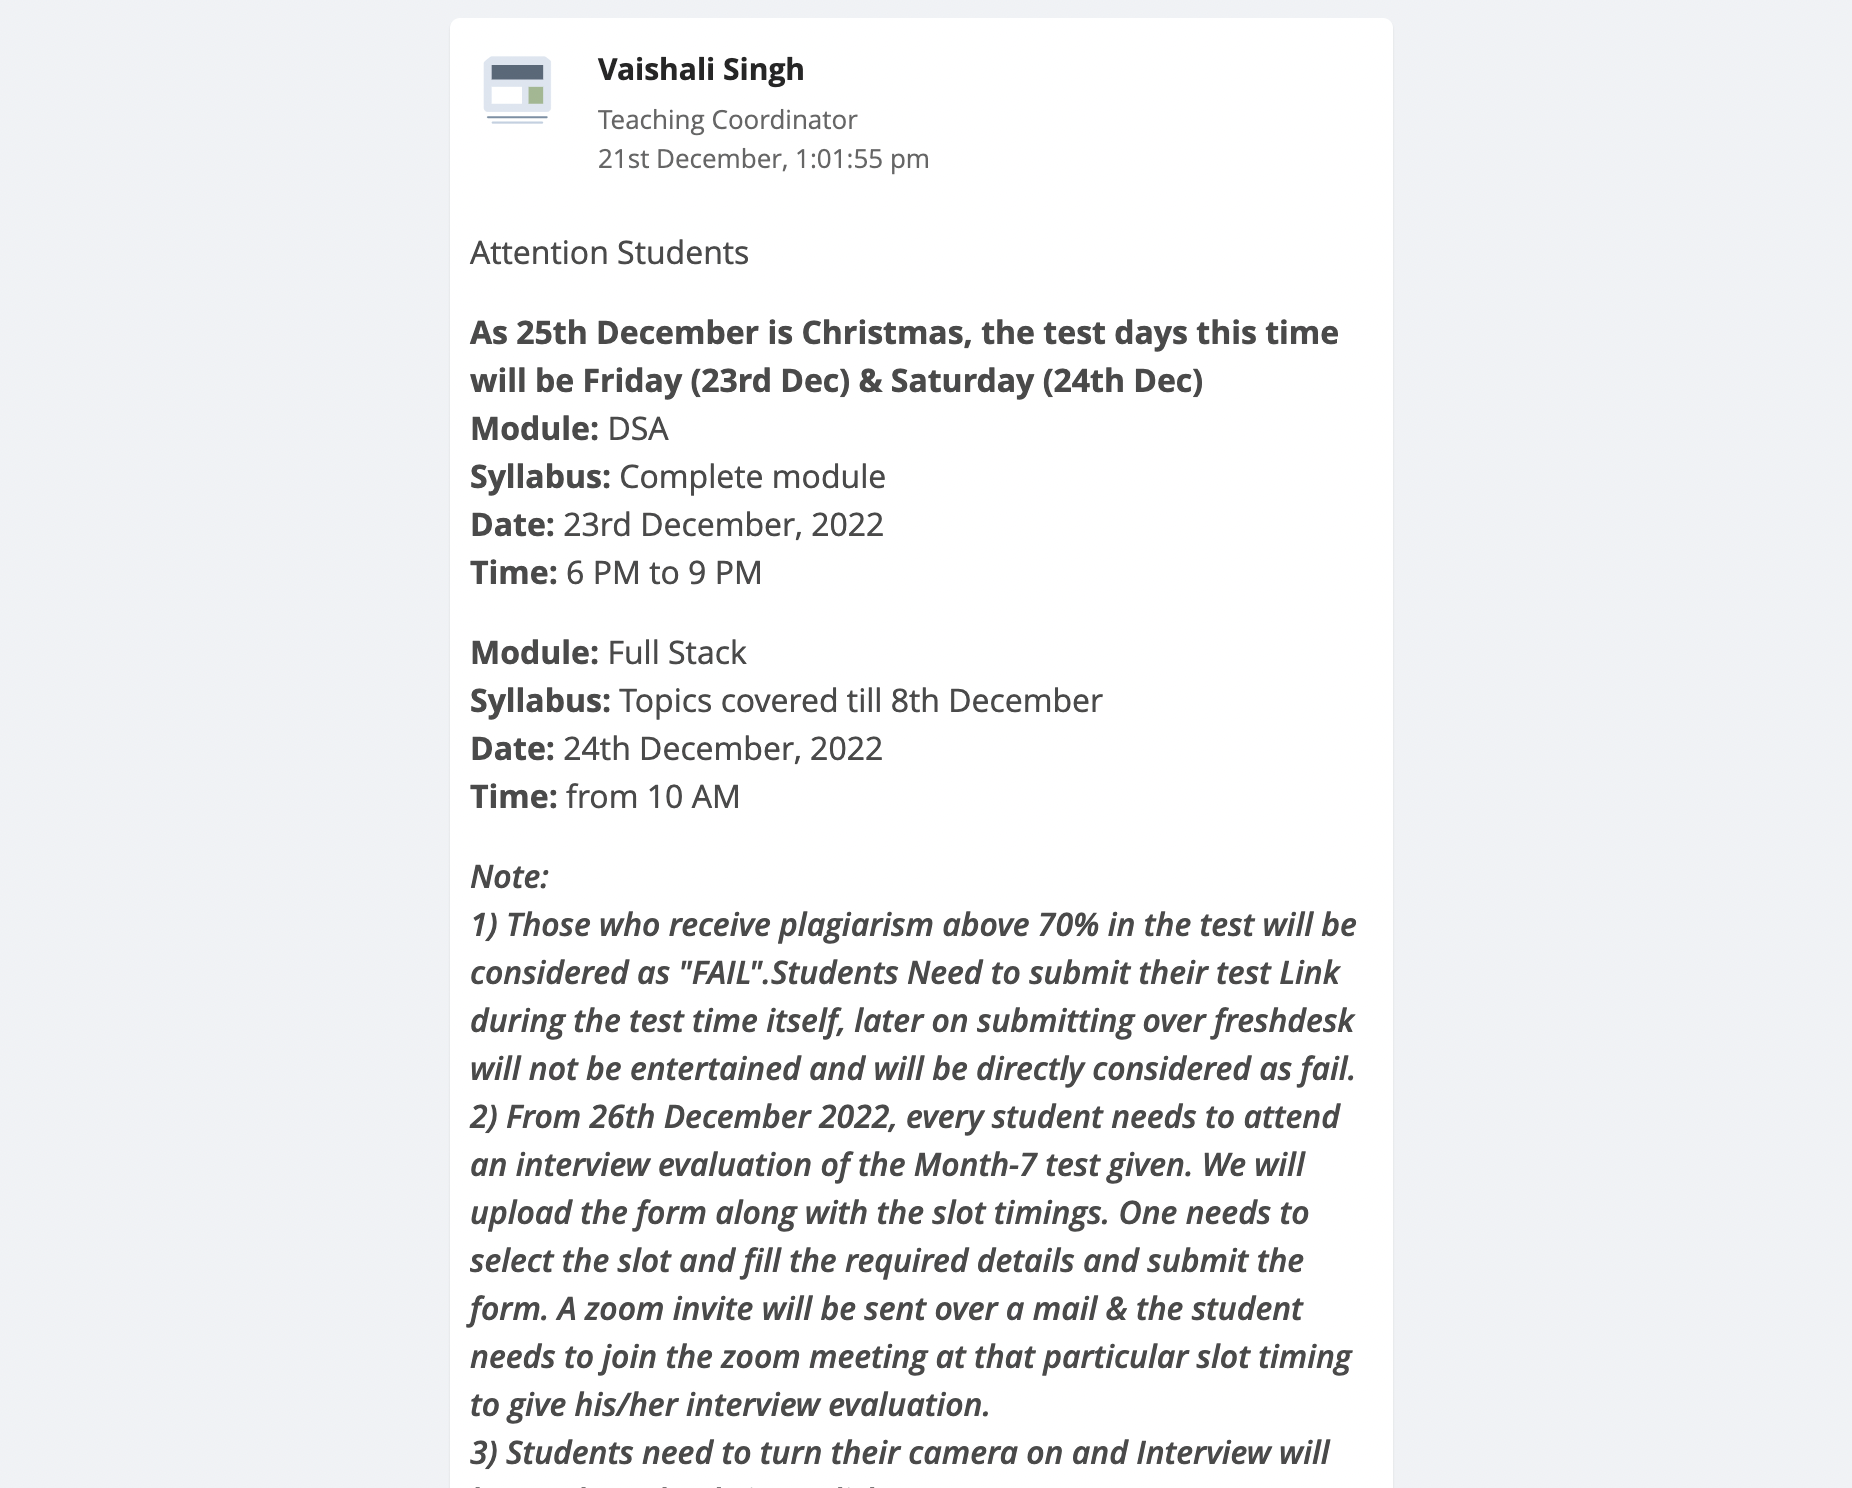 Vaishali Singh
Teaching Coordinator
21st December, 1:01:55 pm
Attention Students
As 25th December is Christmas, the test days this time
will be Friday (23rd Dec) & Saturday (24th Dec)
Module: DSA
Syllabus: Complete module
Date: 23rd December, 2022
Time: 6 PM to 9 PM
Module: Full Stack
Syllabus: Topics covered till 8th December
Date: 24th December, 2022
Time: from 10 AM
Note:
1) Those who receive plagiarism above 70% in the test will be
considered as "FAIL".Students Need to submit their test Link
during the test time itself, later on submitting over freshdesk
will not be entertained and will be directly considered as fail.
2) From 26th December 2022, every student needs to attend
an interview evaluation of the Month-7 test given. We will
upload the form along with the slot timings. One needs to
select the slot and fill the required details and submit the
form. A zoom invite will be sent over a mail & the student
needs to join the zoom meeting at that particular slot timing
to give his/her interview evaluation.
3) Students need to turn their camera on and Interview will